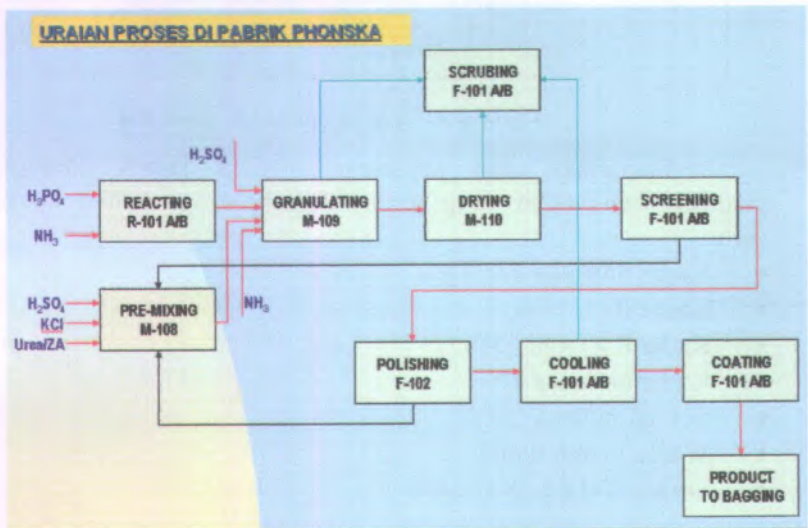 URAIAN PROSES DI PABRIK PHONSKA
SCRUBING
F-101 A/B
H₂SO₄
H₃PO₄
NH₃
REACTING
R-101 A/B
GRANULATING
M-109
DRYING
M-110
SCREENING
F-101 A/B
H₂SO₄
KCl
Urea/ZA
PRE-MIXING
M-108
NH₃
POLISHING
F-102
COOLING
F-101 A/B
COATING
F-101 A/B
PRODUCT
TO BAGGING